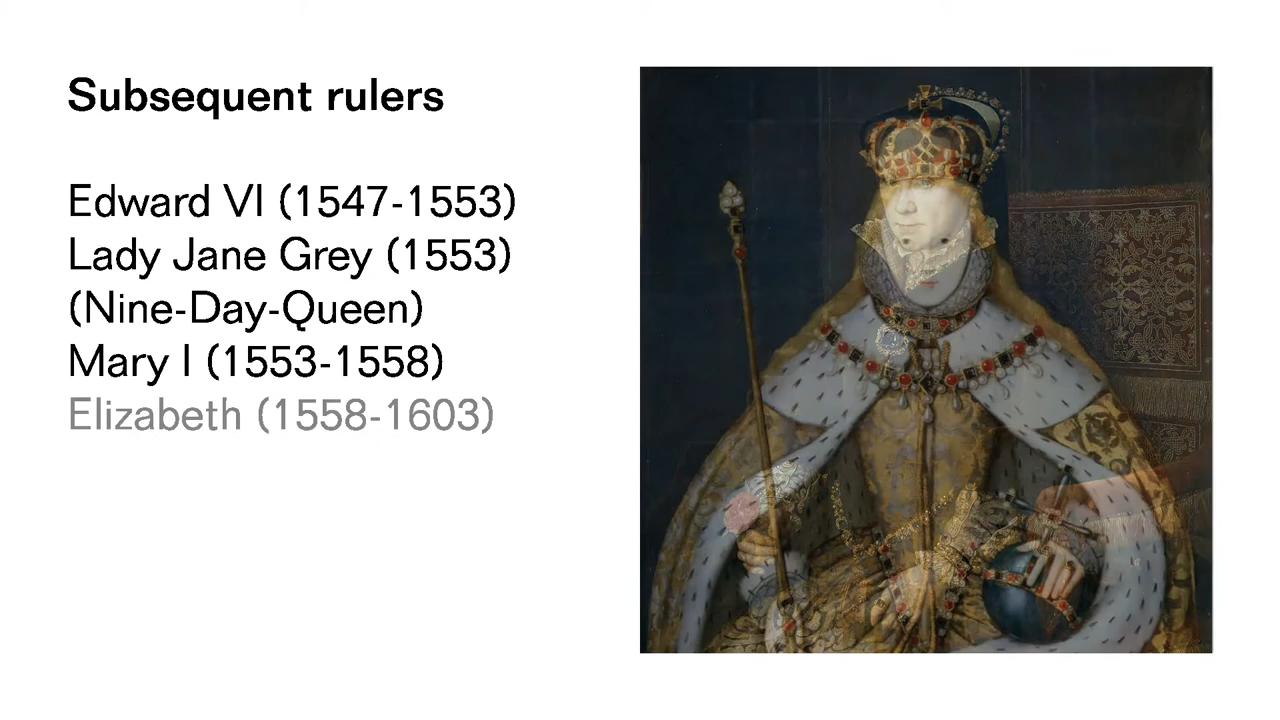 Subsequent rulers
Edward VI (1547-1553)
Lady Jane Grey (1553)
(Nine-Day-Queen)
Mary I (1553-1558)
Elizabeth (1558-1603)